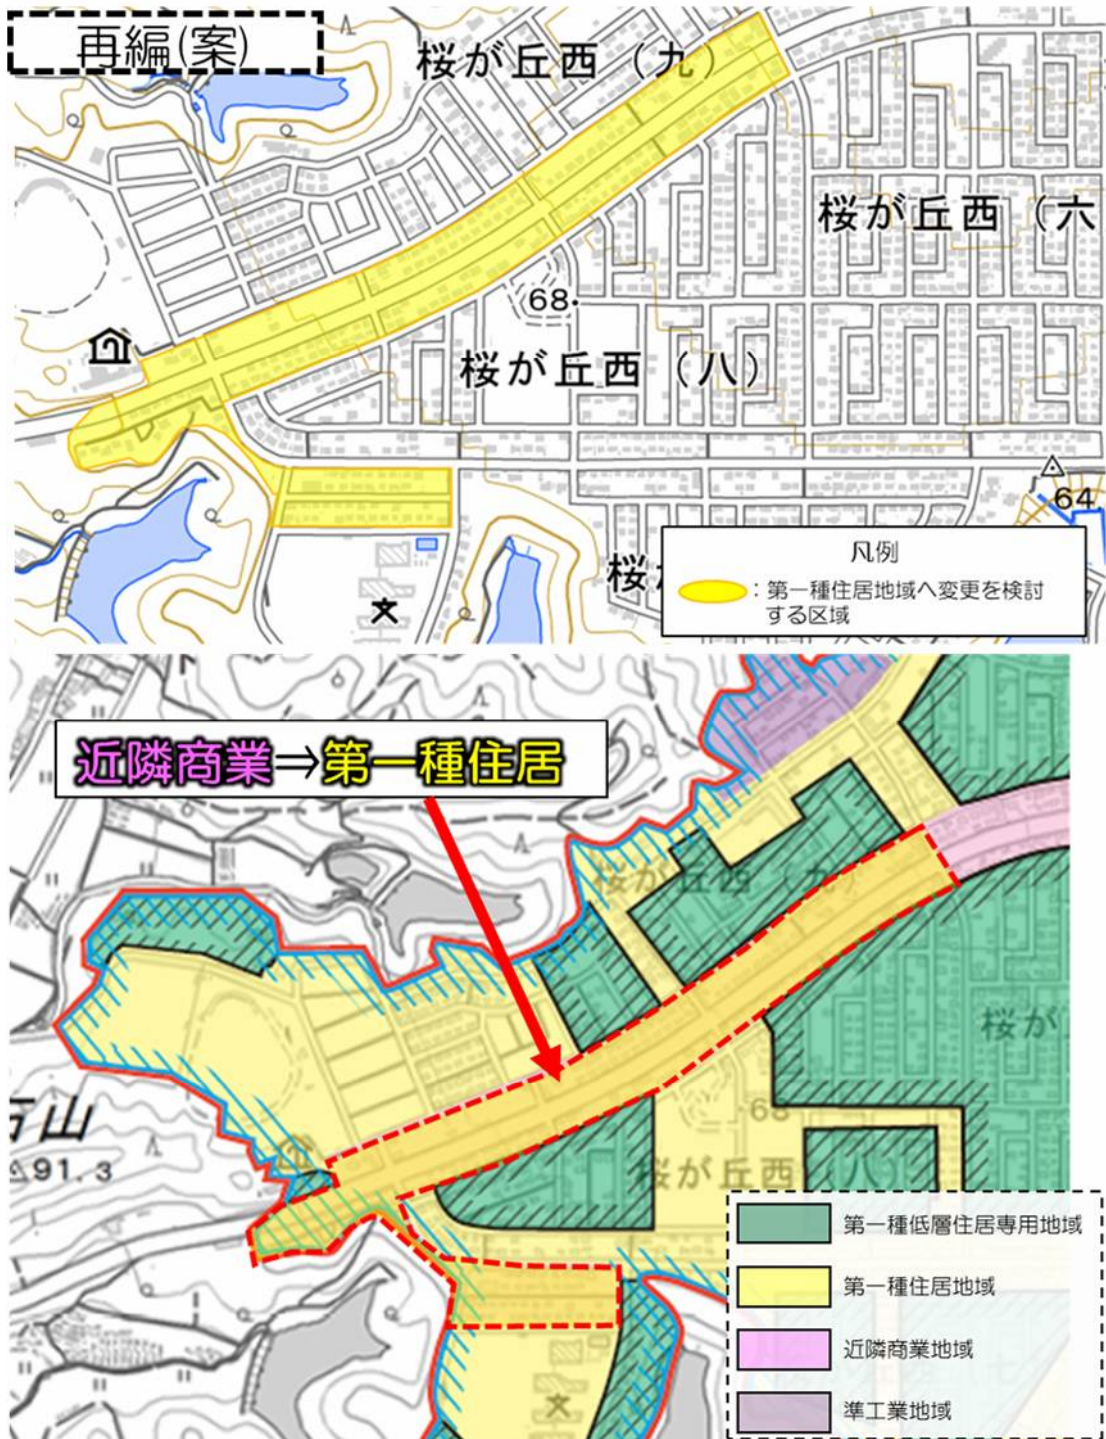 再編(案)
桜が丘西（九）
桜が丘西（六
68
桜が丘西（八）
64
桜が
凡例
：第一種住居地域へ変更を検討
する区域
近隣商業⇒第一種住居
桜が丘西（九）
桜が
山
91.3
68
桜が丘西（八）
第一種低層住居専用地域
第一種住居地域
近隣商業地域
準工業地域